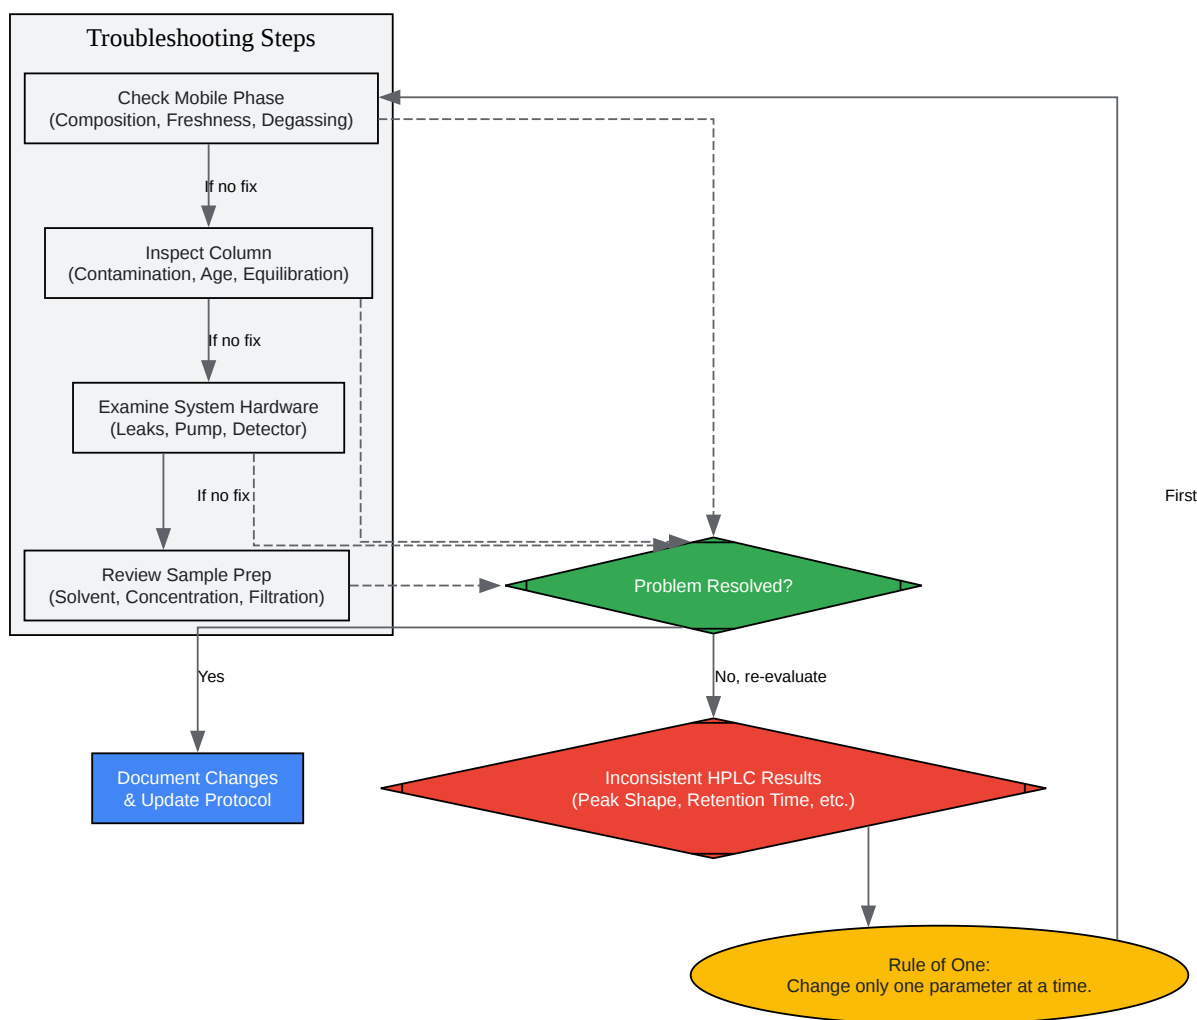 Troubleshooting Steps
Check Mobile Phase
(Composition, Freshness, Degassing)
If no fix
Inspect Column
(Contamination, Age, Equilibration)
If no fix
Examine System Hardware
(Leaks, Pump, Detector)
If no fix
First
Review Sample Prep
(Solvent, Concentration, Filtration)
Problem Resolved?
Yes
No, re-evaluate
Document Changes
& Update Protocol
Inconsistent HPLC Results
(Peak Shape, Retention Time, etc.)
Rule of One:
Change only one parameter at a time.